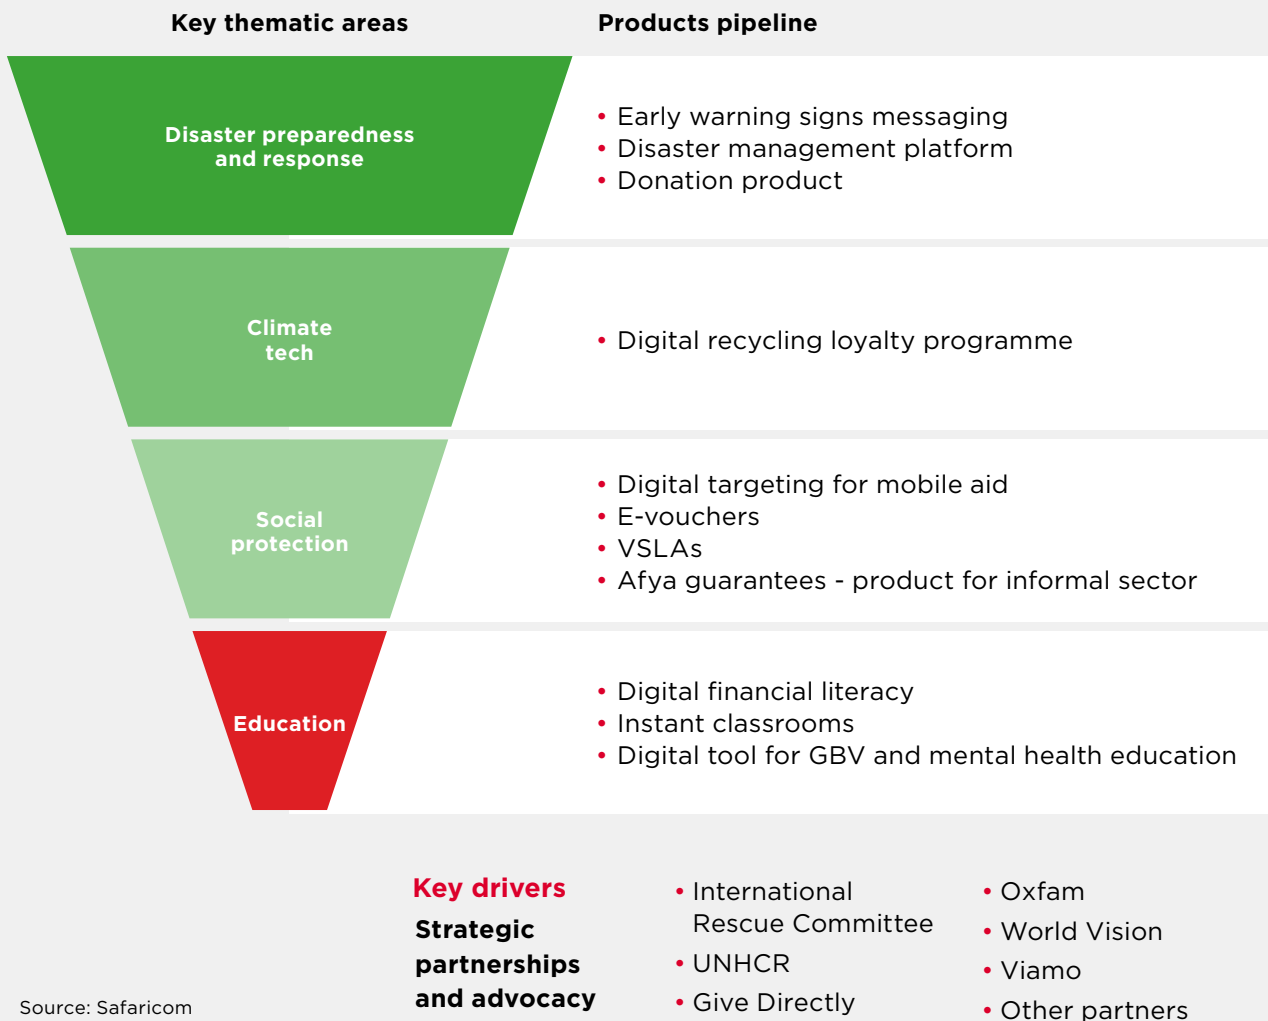 Key thematic areas
Products pipeline
Disaster preparedness
and response
• Early warning signs messaging
• Disaster management platform
• Donation product
Climate
tech
• Digital recycling loyalty programme
Social
protection
• Digital targeting for mobile aid
• E-vouchers
• VSLAs
• Afya guarantees - product for informal sector
Education
• Digital financial literacy
• Instant classrooms
• Digital tool for GBV and mental health education
Key drivers
Strategic
partnerships
and advocacy
• International
Rescue Committee
• UNHCR
• Give Directly
• Oxfam
• World Vision
• Viamo
• Other partners
Source: Safaricom